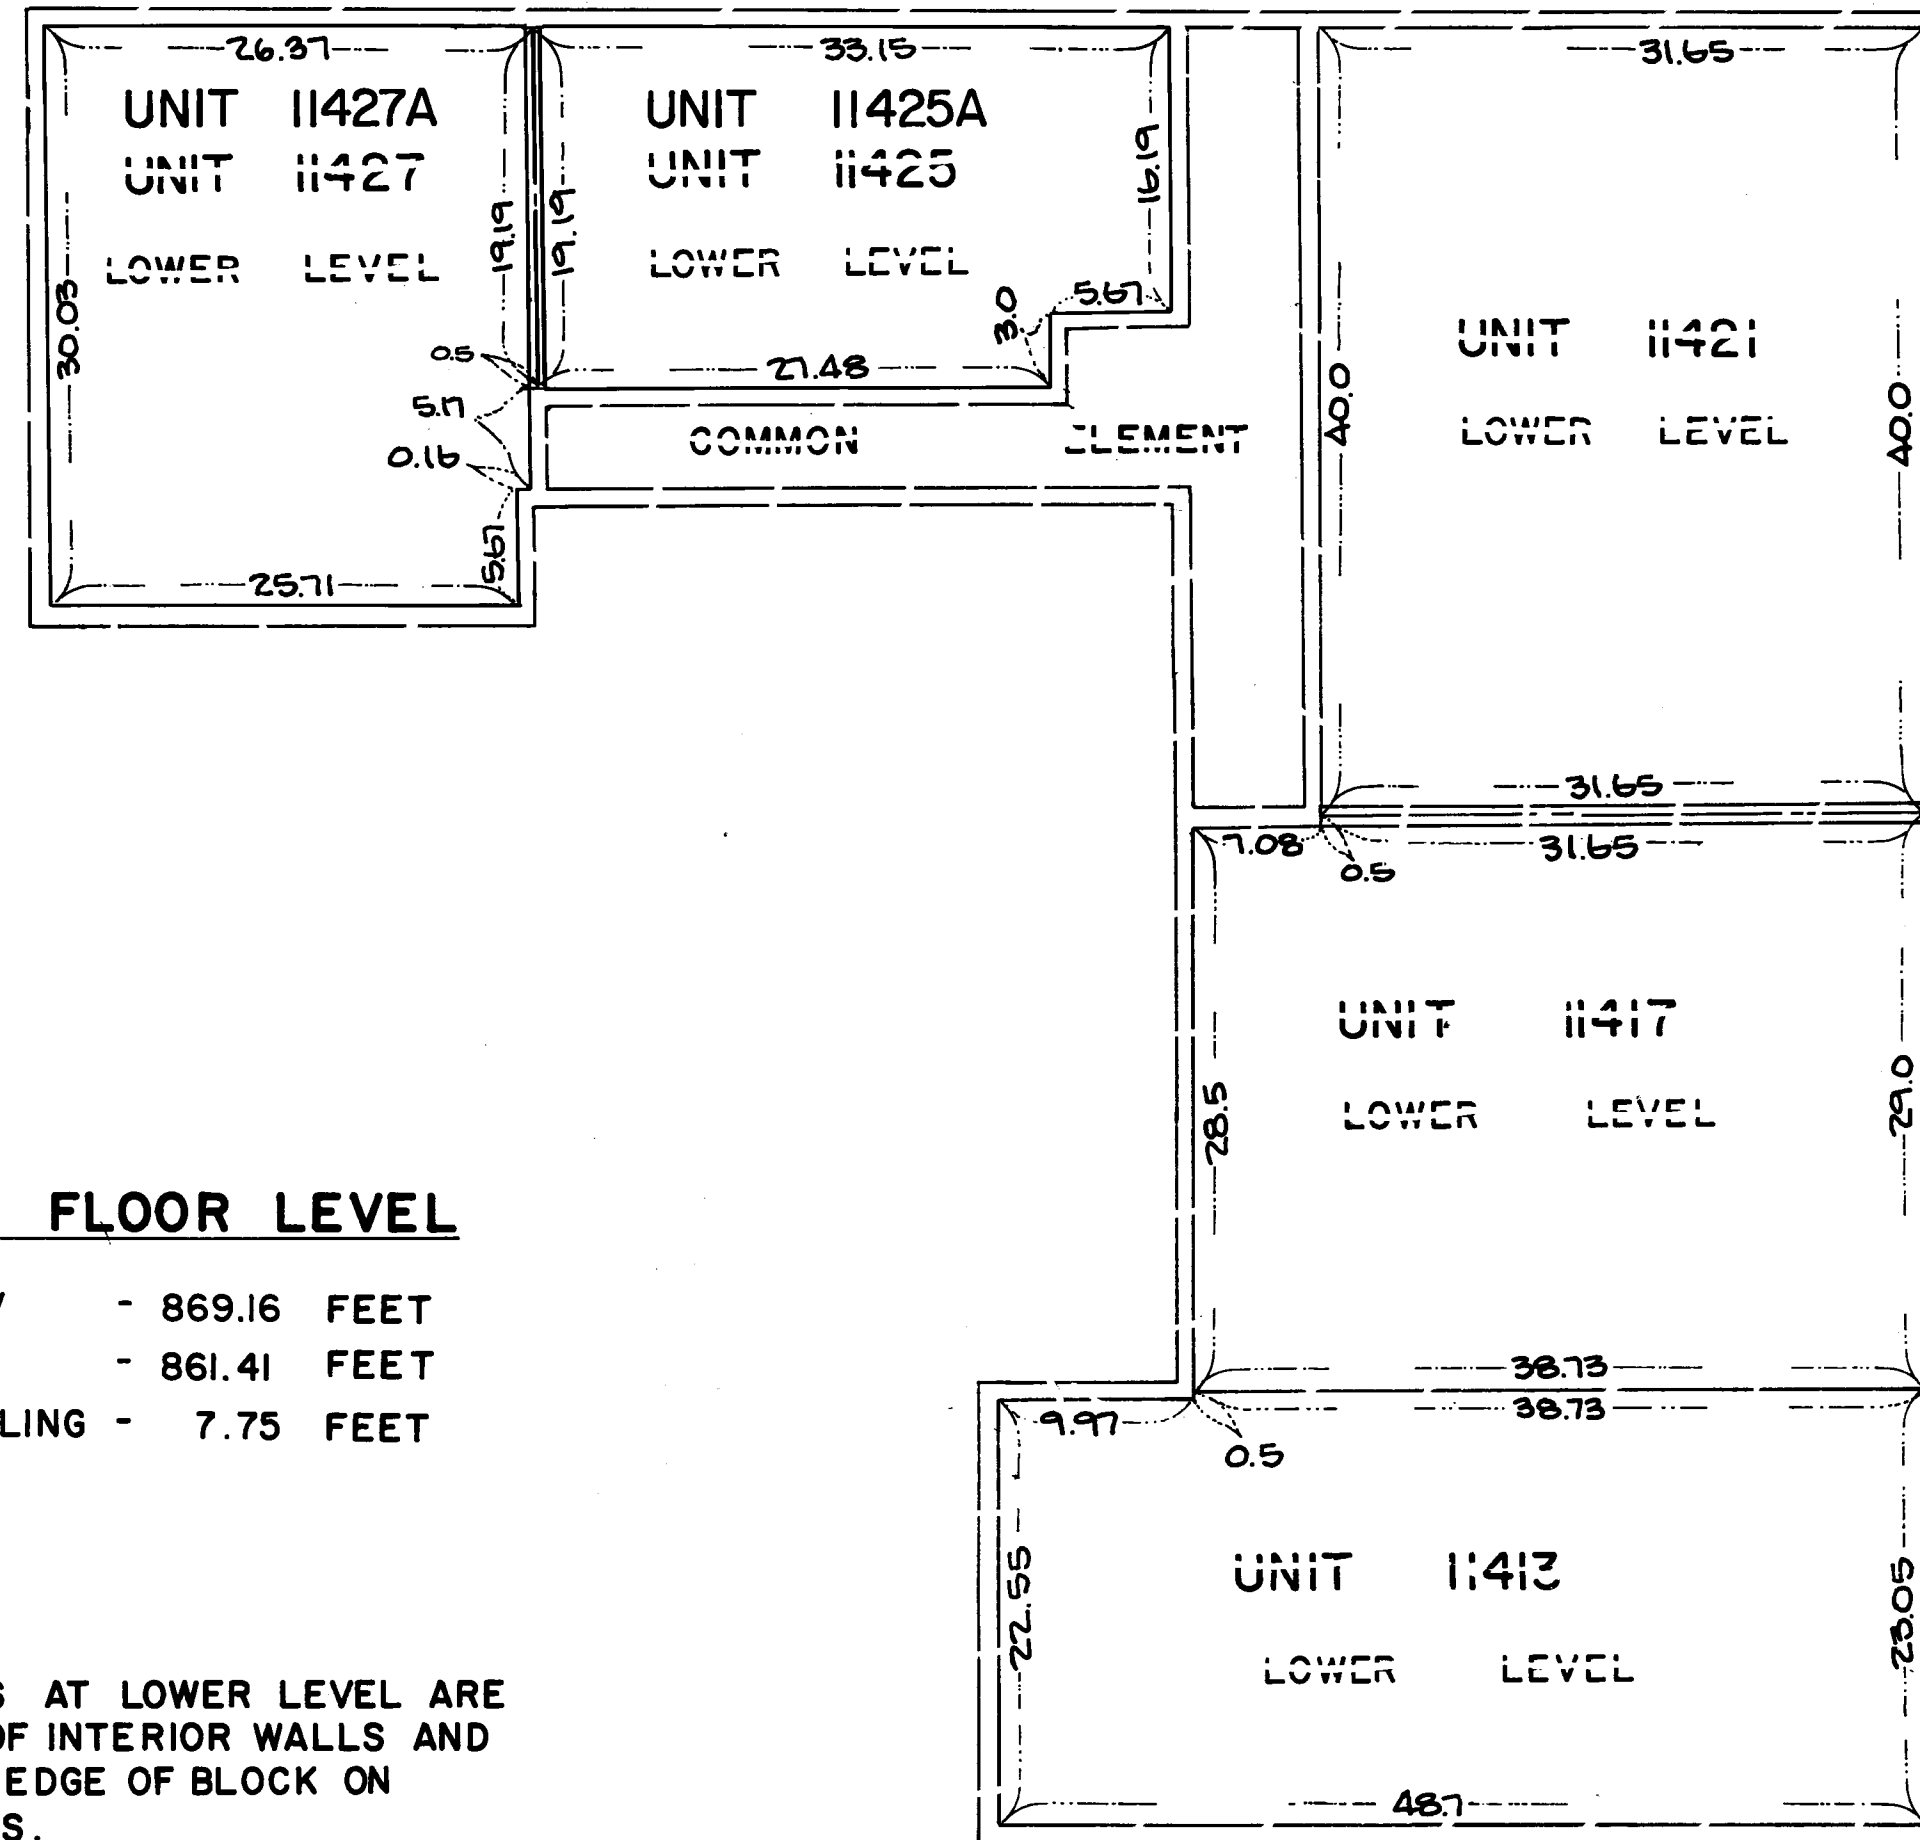 26.37
33.15
31.65
UNIT 11427A
UNIT 11427
LOWER LEVEL
30.03
19.19
0.5
5.17
0.16
5.67
25.71
UNIT 11425A
UNIT 11425
LOWER LEVEL
19.19
16.19
5.67
3.0
27.48
COMMON ELEMENT
UNIT 11421
LOWER LEVEL
40.0
40.0
31.65
7.08
0.5
31.65
UNIT 11417
LOWER LEVEL
28.5
29.0
38.73
38.73
9.97
0.5
UNIT 11413
LOWER LEVEL
22.55
23.05
48.7
FLOOR LEVEL
- 869.16 FEET
- 861.41 FEET
LING - 7.75 FEET
S AT LOWER LEVEL ARE
OF INTERIOR WALLS AND
EDGE OF BLOCK ON
S.